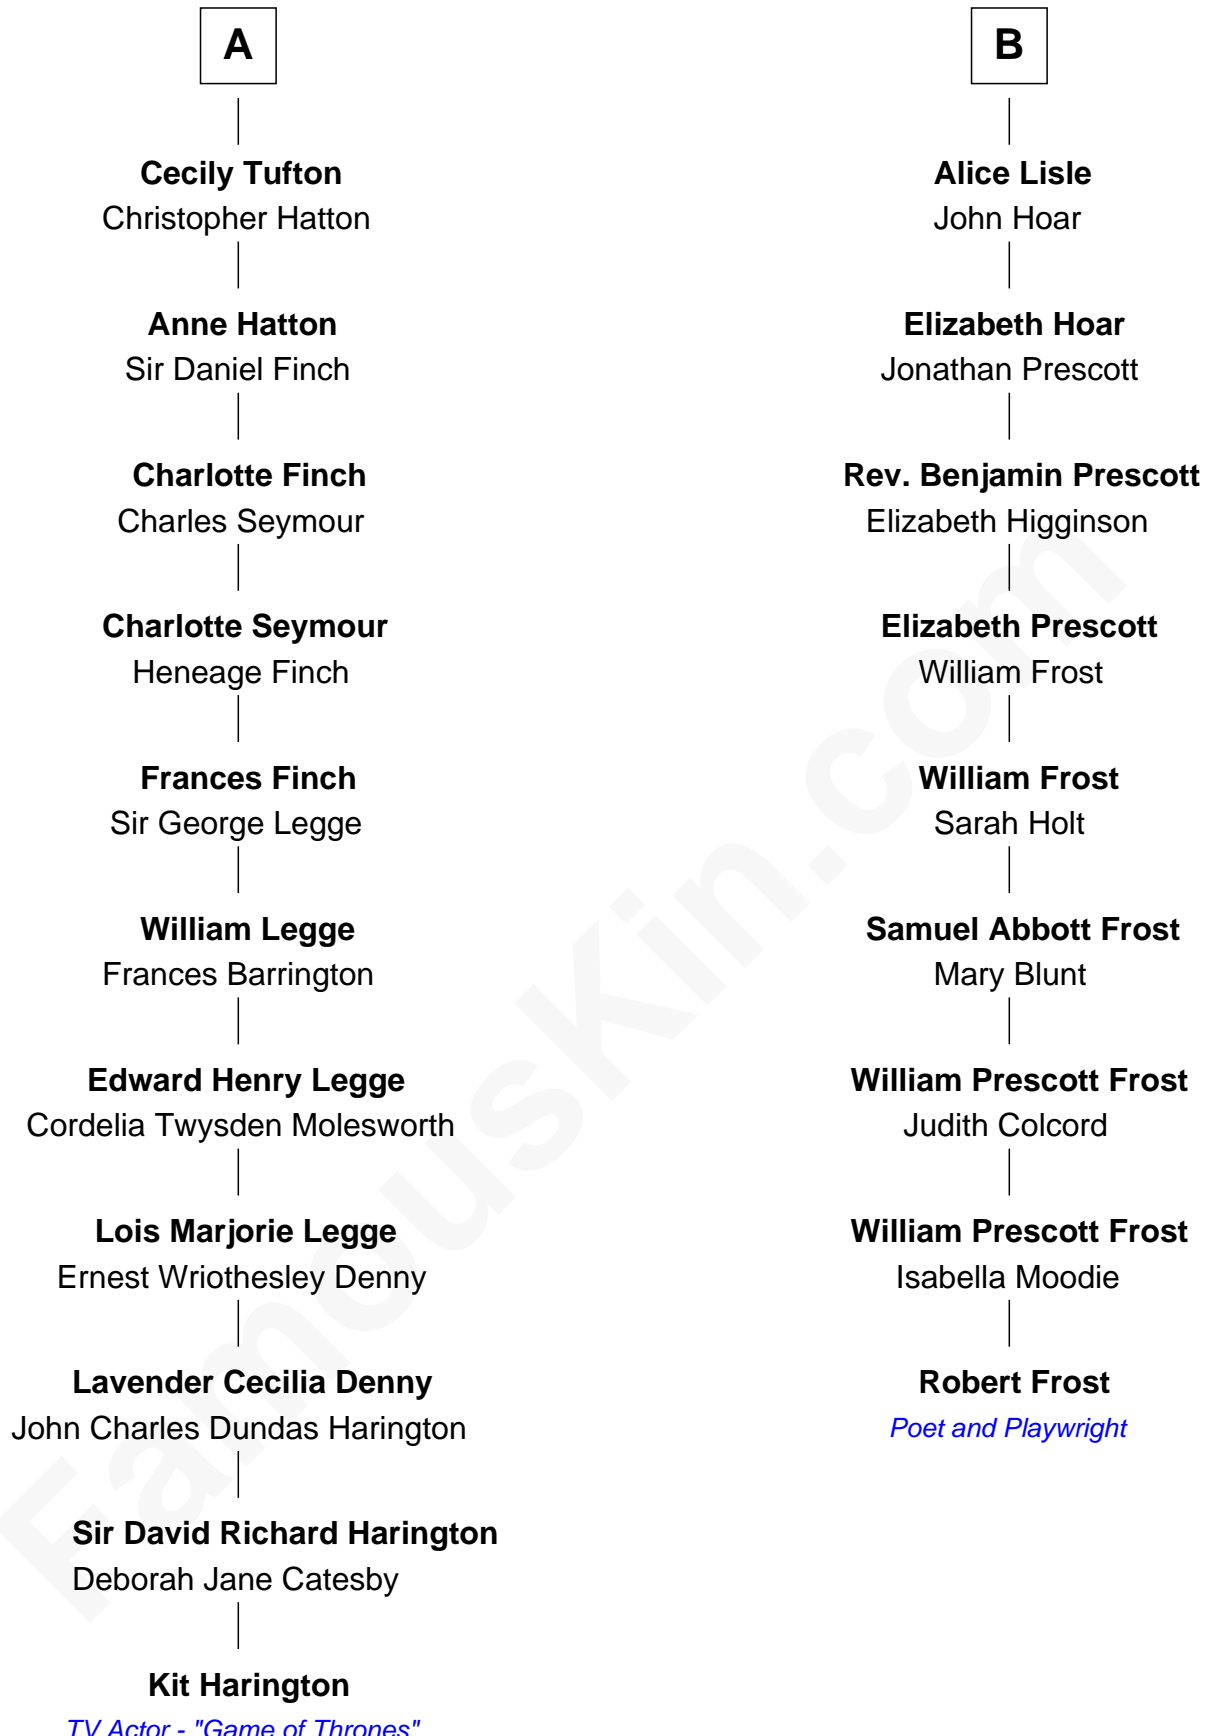 A
Cecily Tufton
Christopher Hatton
Anne Hatton
Sir Daniel Finch
Charlotte Finch
Charles Seymour
Charlotte Seymour
Heneage Finch
Frances Finch
Sir George Legge
William Legge
Frances Barrington
Edward Henry Legge
Cordelia Twysden Molesworth
Lois Marjorie Legge
Ernest Wriothesley Denny
Lavender Cecilia Denny
John Charles Dundas Harington
Sir David Richard Harington
Deborah Jane Catesby
Kit Harington
TV Actor - "Game of Thrones"
B
Alice Lisle
John Hoar
Elizabeth Hoar
Jonathan Prescott
Rev. Benjamin Prescott
Elizabeth Higginson
Elizabeth Prescott
William Frost
William Frost
Sarah Holt
Samuel Abbott Frost
Mary Blunt
William Prescott Frost
Judith Colcord
William Prescott Frost
Isabella Moodie
Robert Frost
Poet and Playwright
FamousKin.com